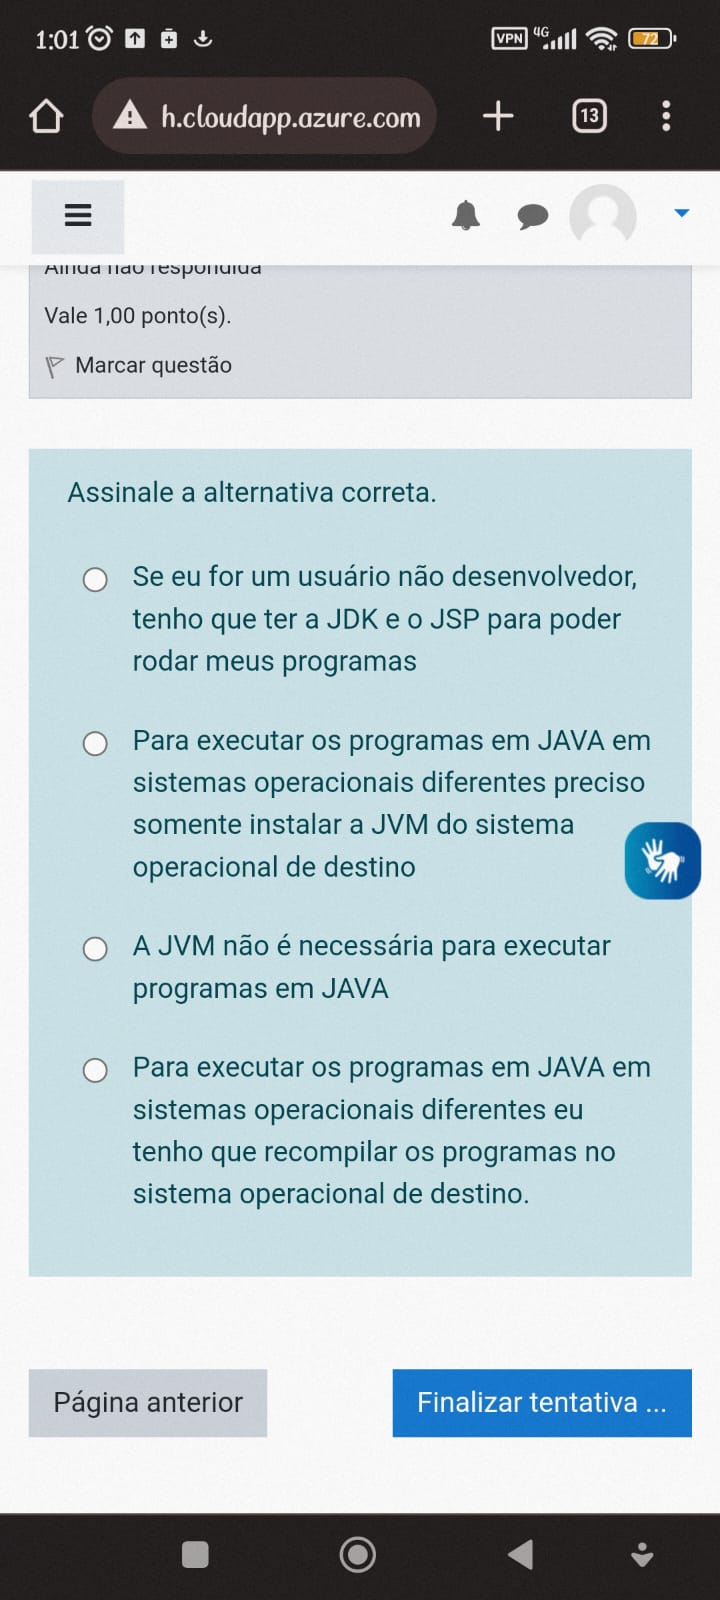 1:01
VPN 4G 72
h.cloudapp.azure.com
13
Ainda não respondida
Vale 1,00 ponto(s).
Marcar questão
Assinale a alternativa correta.
Se eu for um usuário não desenvolvedor,
tenho que ter a JDK e o JSP para poder
rodar meus programas
Para executar os programas em JAVA em
sistemas operacionais diferentes preciso
somente instalar a JVM do sistema
operacional de destino
A JVM não é necessária para executar
programas em JAVA
Para executar os programas em JAVA em
sistemas operacionais diferentes eu
tenho que recompilar os programas no
sistema operacional de destino.
Página anterior
Finalizar tentativa ...